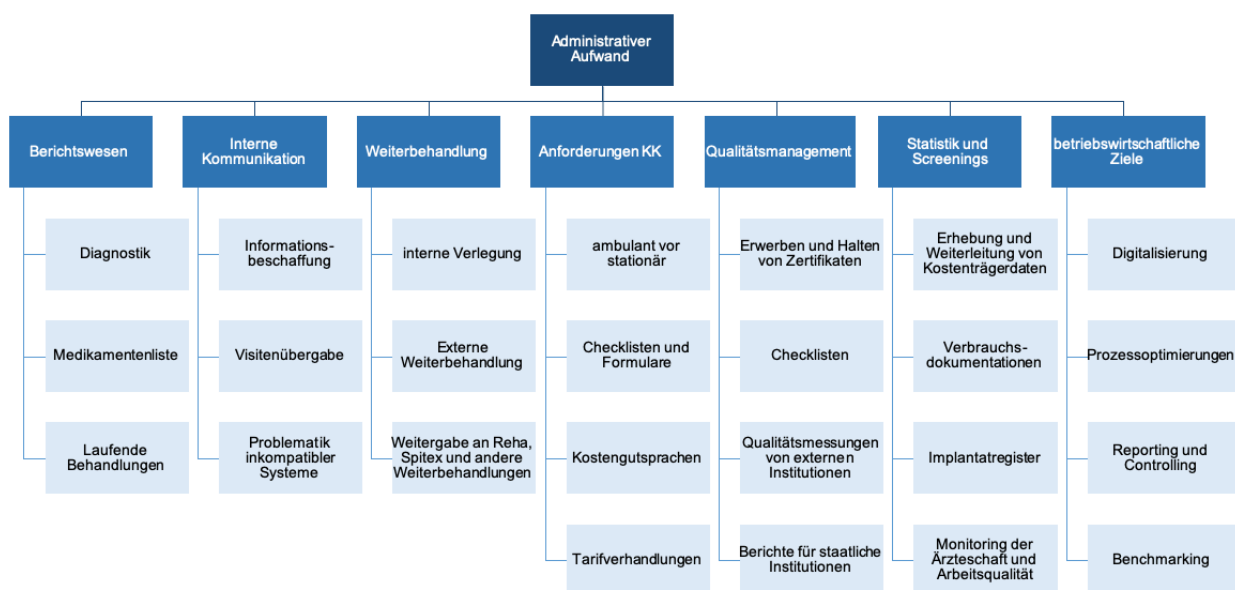 Administrativer
Aufwand
Berichtswesen
Interne
Kommunikation
Weiterbehandlung
Anforderungen KK
Qualitätsmanagement
Statistik und
Screenings
betriebswirtschaftliche
Ziele
Diagnostik
Medikamentenliste
Laufende
Behandlungen
Informations-
beschaffung
Visitenübergabe
Problematik
inkompatibler
Systeme
interne Verlegung
Externe
Weiterbehandlung
Weitergabe an Reha,
Spitex und andere
Weiterbehandlungen
ambulant vor
stationär
Checklisten und
Formulare
Kostengutsprachen
Tarifverhandlungen
Erwerben und Halten
von Zertifikaten
Checklisten
Qualitätsmessungen
von externen
Institutionen
Berichte für staatliche
Institutionen
Erhebung und
Weiterleitung von
Kostenträgerdaten
Verbrauchs-
dokumentationen
Implantatregister
Monitoring der
Ärzteschaft und
Arbeitsqualität
Digitalisierung
Prozessoptimierungen
Reporting und
Controlling
Benchmarking